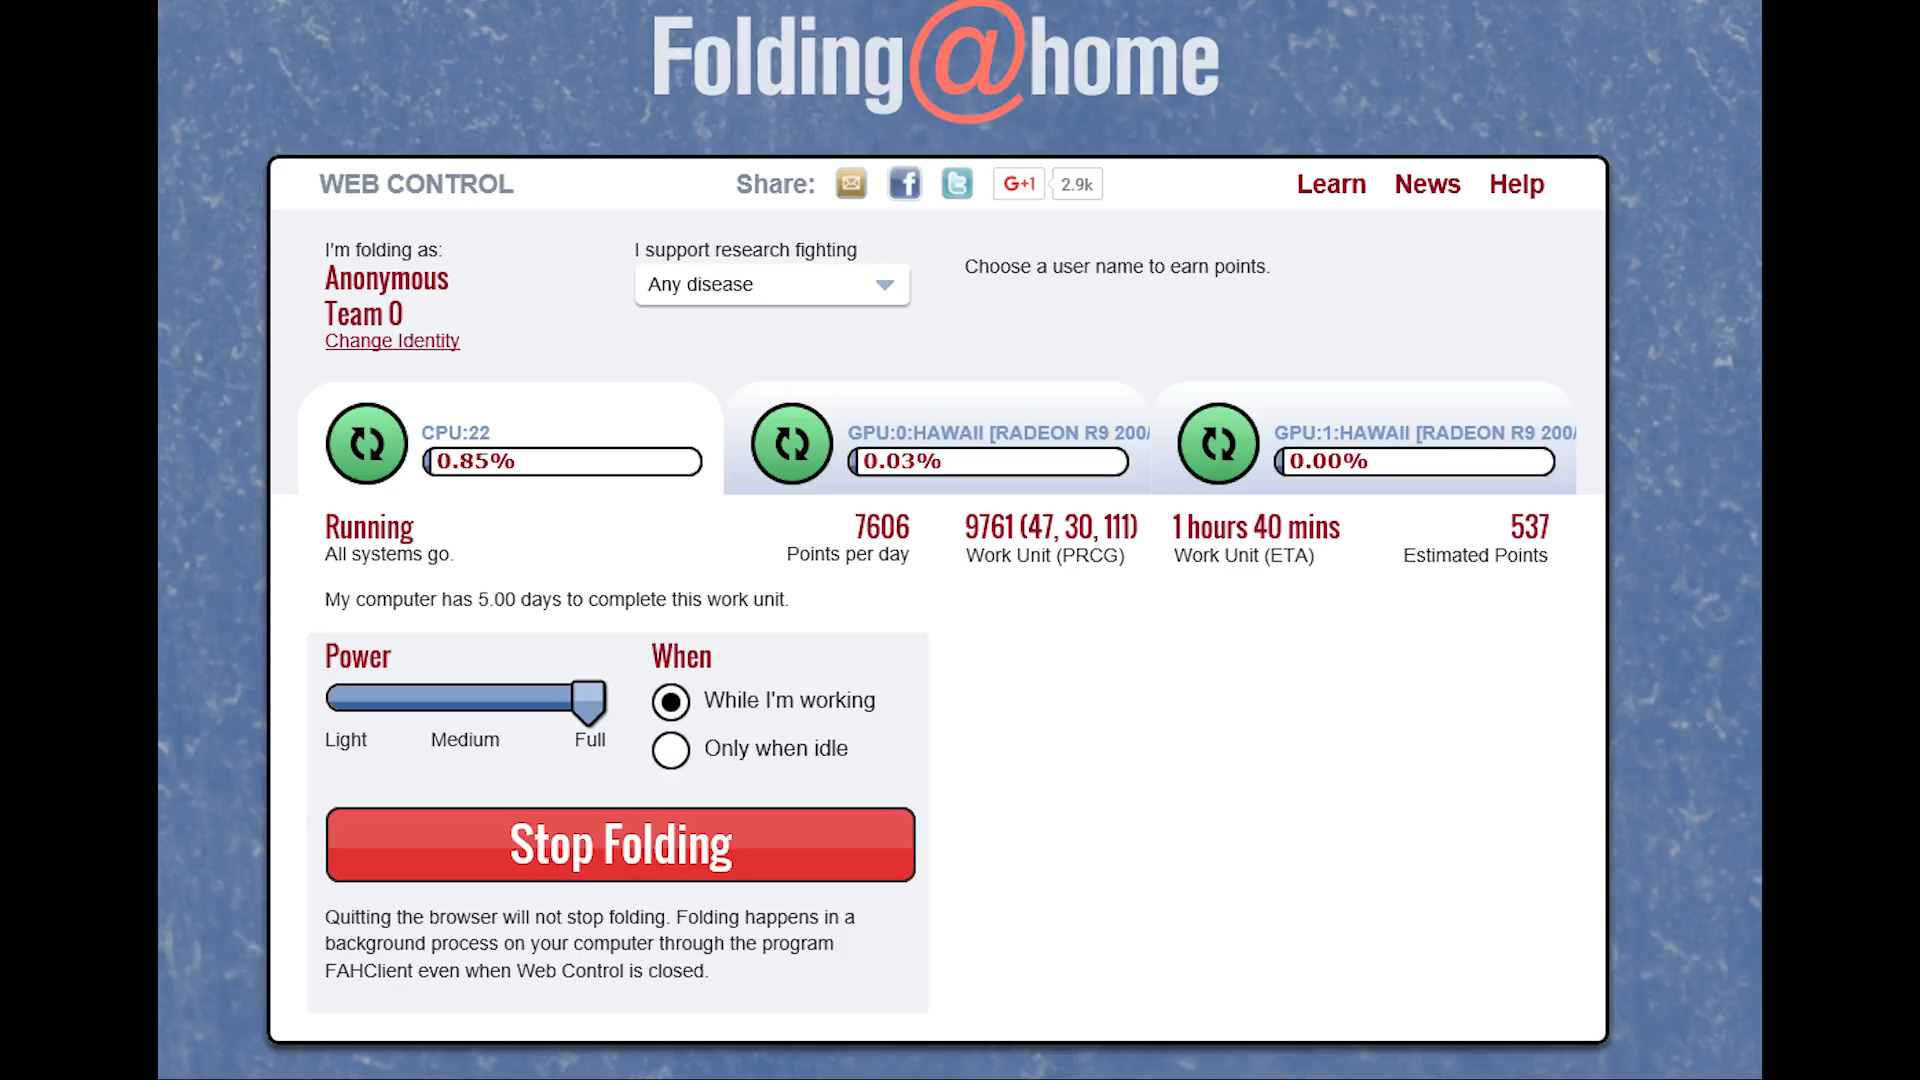 Folding@home
WEB CONTROL
Share:
G+1
2.9k
Learn
News
Help
I'm folding as:
Anonymous
Team 0
Change Identity
I support research fighting
Any disease
Choose a user name to earn points.
CPU:22
0.85%
GPU:0:HAWAII [RADEON R9 200/
0.03%
GPU:1:HAWAII [RADEON R9 200/
0.00%
Running
All systems go.
7606
Points per day
9761 (47, 30, 111)
Work Unit (PRCG)
1 hours 40 mins
Work Unit (ETA)
537
Estimated Points
My computer has 5.00 days to complete this work unit.
Power
Light
Medium
Full
When
While I'm working
Only when idle
Stop Folding
Quitting the browser will not stop folding. Folding happens in a
background process on your computer through the program
FAHClient even when Web Control is closed.